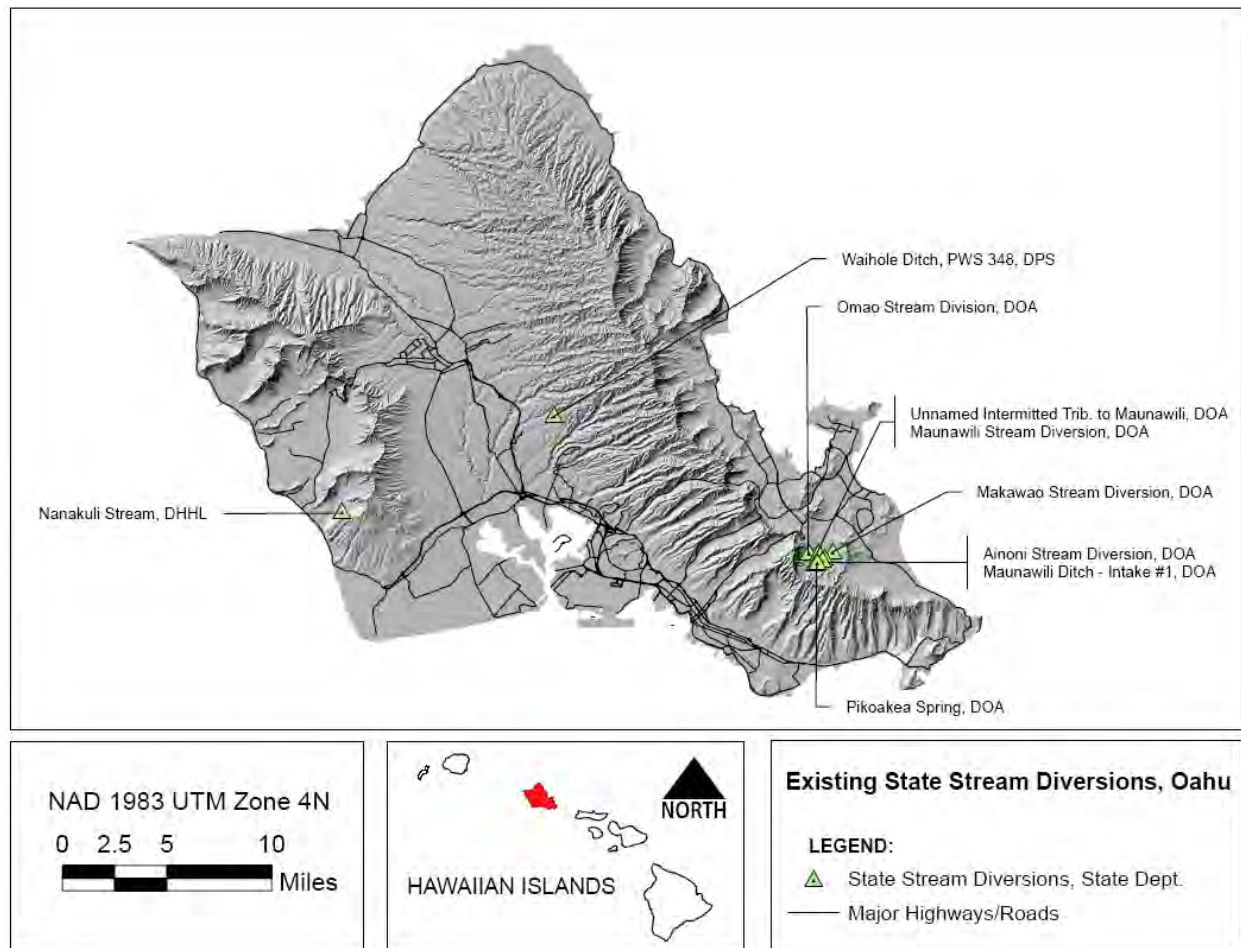 Waihole Ditch, PWS 348, DPS
Omao Stream Division, DOA
Unnamed Intermitted Trib. to Maunawili, DOA
Maunawili Stream Diversion, DOA
Makawao Stream Diversion, DOA
Nanakuli Stream, DHHL
Ainoni Stream Diversion, DOA
Maunawili Ditch - Intake #1, DOA
Pikoakea Spring, DOA
NAD 1983 UTM Zone 4N
0 2.5 5 10
Miles
NORTH
HAWAIIAN ISLANDS
Existing State Stream Diversions, Oahu
LEGEND:
State Stream Diversions, State Dept.
Major Highways/Roads